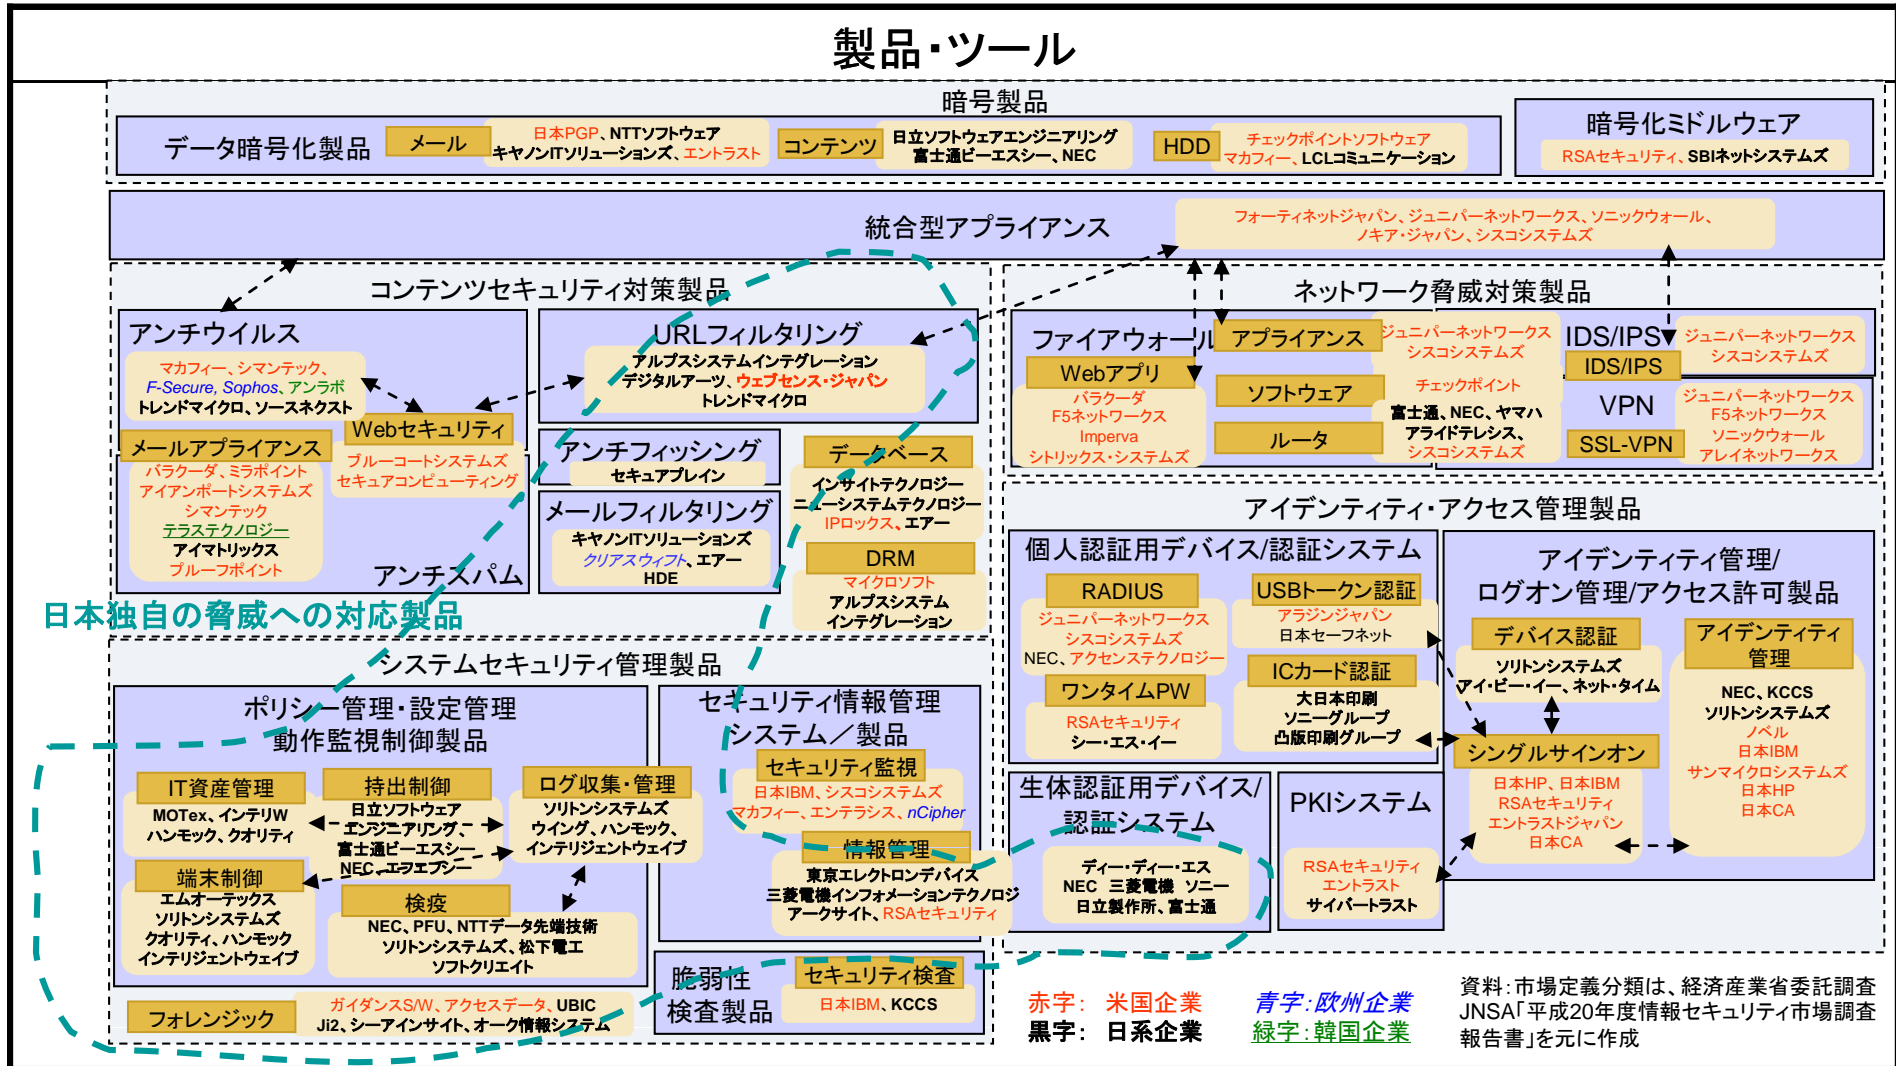 製品・ツール
暗号製品
データ暗号化製品
メール
日本PGP、NTTソフトウェア
キヤノンITソリューションズ、エントラスト
コンテンツ
日立ソフトウェアエンジニアリング
富士通ビーエスシー、NEC
HDD
チェックポイントソフトウェア
マカフィー、LCLコミュニケーション
暗号化ミドルウェア
RSAセキュリティ、SBIネットシステムズ
統合型アプライアンス
フォーティネットジャパン、ジュニパーネットワークス、ソニックウォール、
ノキア・ジャパン、シスコシステムズ
コンテンツセキュリティ対策製品
アンチウイルス
マカフィー、シマンテック、
F-Secure, Sophos、アンラボ
トレンドマイクロ、ソースネクスト
Webセキュリティ
ブルーコートシステムズ
セキュアコンピューティング
メールアプライアンス
バラクーダ、ミラポイント
アイアンポートシステムズ
シマンテック
テラステクノロジー
アイマトリックス
プルーフポイント
アンチスパム
URLフィルタリング
アルプスシステムインテグレーション
デジタルアーツ、ウェブセンス・ジャパン
トレンドマイクロ
アンチフィッシング
セキュアブレイン
メールフィルタリング
キヤノンITソリューションズ
クリアスウィフト、エアー
HDE
データベース
インサイトテクノロジー
ニューシステムテクノロジー
IPロックス、エアー
DRM
マイクロソフト
アルプスシステム
インテグレーション
ネットワーク脅威対策製品
ファイアウォール
アプライアンス
ジュニパーネットワークス
シスコシステムズ
Webアプリ
バラクーダ
F5ネットワークス
Imperva
シトリックス・システムズ
ソフトウェア
チェックポイント
富士通、NEC、ヤマハ
アライドテレシス、
シスコシステムズ
ルータ
IDS/IPS
IDS/IPS
ジュニパーネットワークス
シスコシステムズ
VPN
SSL-VPN
ジュニパーネットワークス
F5ネットワークス
ソニックウォール
アレイネットワークス
日本独自の脅威への対応製品
システムセキュリティ管理製品
ポリシー管理・設定管理
動作監視制御製品
IT資産管理
MOTex、インテリW
ハンモック、クオリティ
持出制御
日立ソフトウェア
エンジニアリング、
富士通ビーエスシー
NEC、エフエフシー
ログ収集・管理
ソリトンシステムズ
ウイング、ハンモック、
インテリジェントウェイブ
端末制御
エムオーテックス
ソリトンシステムズ
クオリティ、ハンモック
インテリジェントウェイブ
検疫
NEC、PFU、NTTデータ先端技術
ソリトンシステムズ、松下電工
ソフトクリエイト
フォレンジック
ガイダンスS/W、アクセスデータ、UBIC
Ji2、シーアインサイト、オーク情報システム
セキュリティ情報管理
システム／製品
セキュリティ監視
日本IBM、シスコシステムズ
マカフィー、エンテラシス、nCipher
情報管理
東京エレクトロンデバイス
三菱電機インフォメーションテクノロジ
アークサイト、RSAセキュリティ
脆弱性
検査製品
セキュリティ検査
日本IBM、KCCS
アイデンティティ・アクセス管理製品
個人認証用デバイス/認証システム
RADIUS
ジュニパーネットワークス
シスコシステムズ
NEC、アクセンステクノロジー
ワンタイムPW
RSAセキュリティ
シー・エス・イー
USBトークン認証
アラジンジャパン
日本セーフネット
ICカード認証
大日本印刷
ソニーグループ
凸版印刷グループ
生体認証用デバイス/
認証システム
ディー・ディー・エス
NEC 三菱電機 ソニー
日立製作所、富士通
PKIシステム
RSAセキュリティ
エントラスト
サイバートラスト
アイデンティティ管理/
ログオン管理/アクセス許可製品
デバイス認証
ソリトンシステムズ
アイ・ビー・イー、ネット・タイム
シングルサインオン
日本HP、日本IBM
RSAセキュリティ
エントラストジャパン
日本CA
アイデンティティ
管理
NEC、KCCS
ソリトンシステムズ
ノベル
日本IBM
サンマイクロシステムズ
日本HP
日本CA
赤字： 米国企業
青字：欧州企業
黒字： 日系企業
緑字：韓国企業
資料：市場定義分類は、経済産業省委託調査
JNSA「平成20年度情報セキュリティ市場調査
報告書」を元に作成